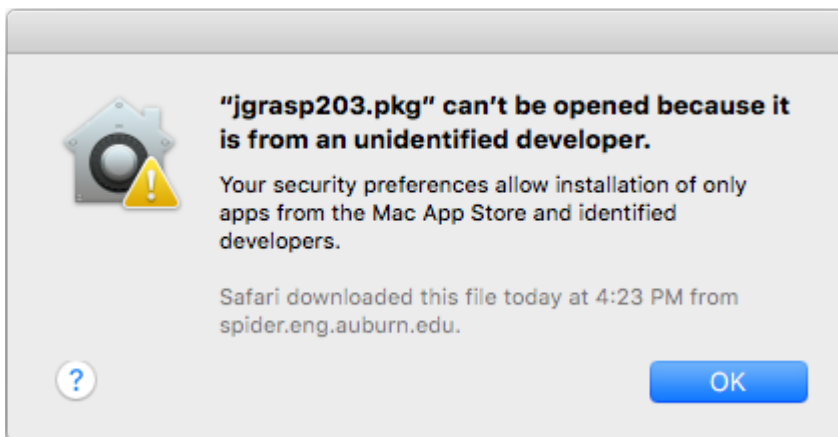 “jgrasp203.pkg” can’t be opened because it
is from an unidentified developer.
Your security preferences allow installation of only
apps from the Mac App Store and identified
developers.
Safari downloaded this file today at 4:23 PM from
spider.eng.auburn.edu.
?
OK